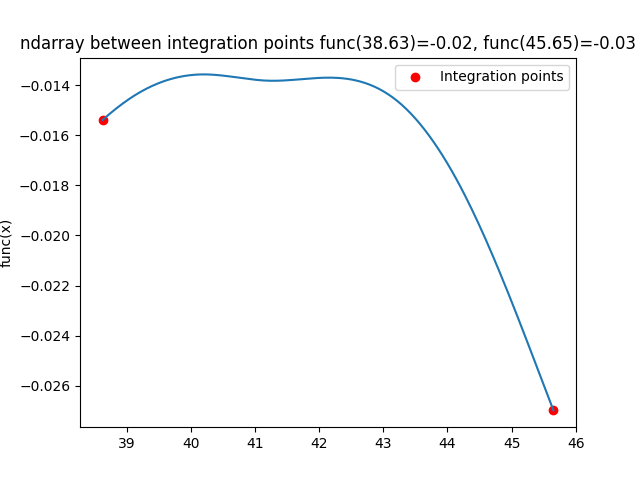 ndarray between integration points func(38.63)=-0.02, func(45.65)=-0.03
Integration points
func(x)
−0.014
−0.016
−0.018
−0.020
−0.022
−0.024
−0.026
39 40 41 42 43 44 45 46